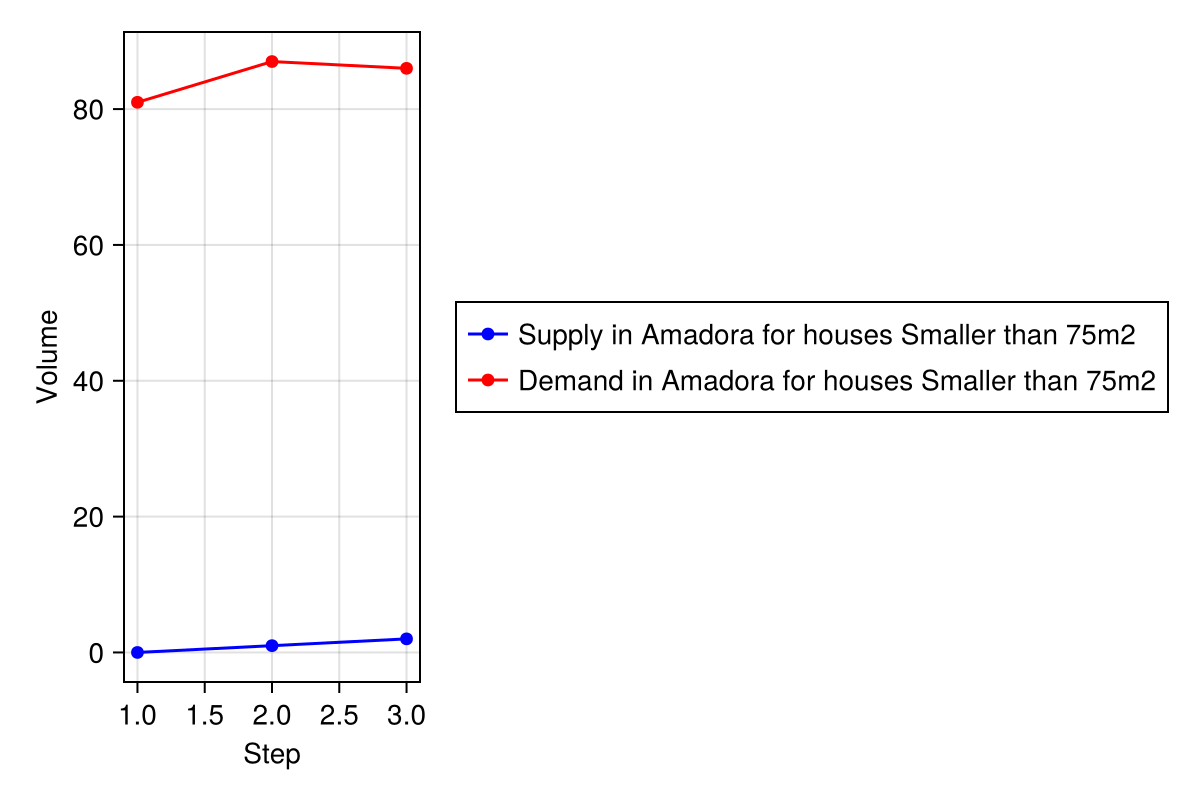 80
60
40
20
0
Volume
1.0 1.5 2.0 2.5 3.0
Step
Supply in Amadora for houses Smaller than 75m2
Demand in Amadora for houses Smaller than 75m2